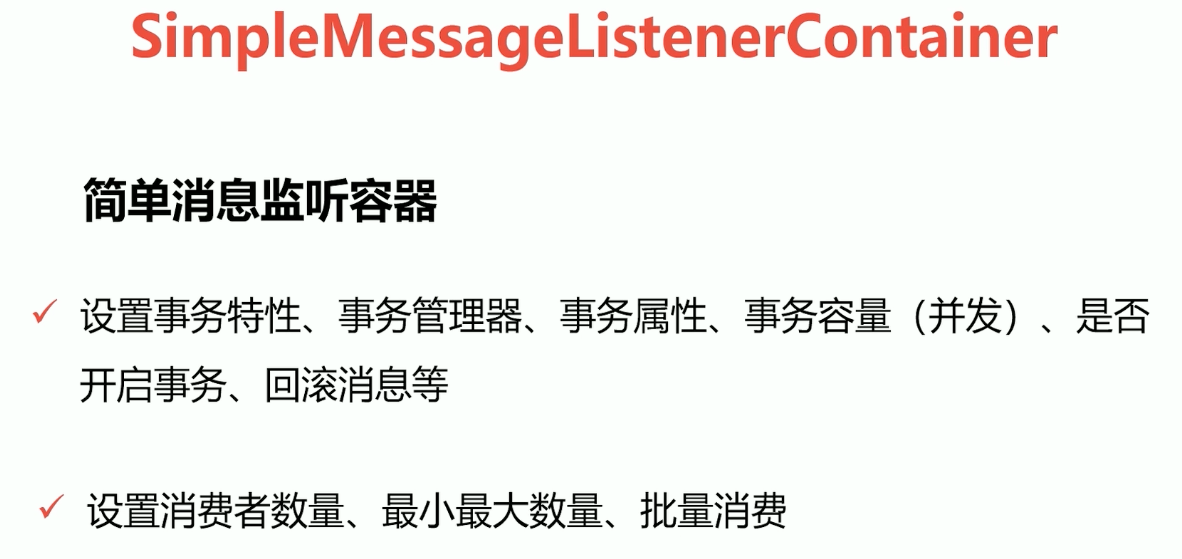 SimpleMessageListenerContainer
简单消息监听容器
✓ 设置事务特性、事务管理器、事务属性、事务容量（并发）、是否
开启事务、回滚消息等
✓ 设置消费者数量、最小最大数量、批量消费